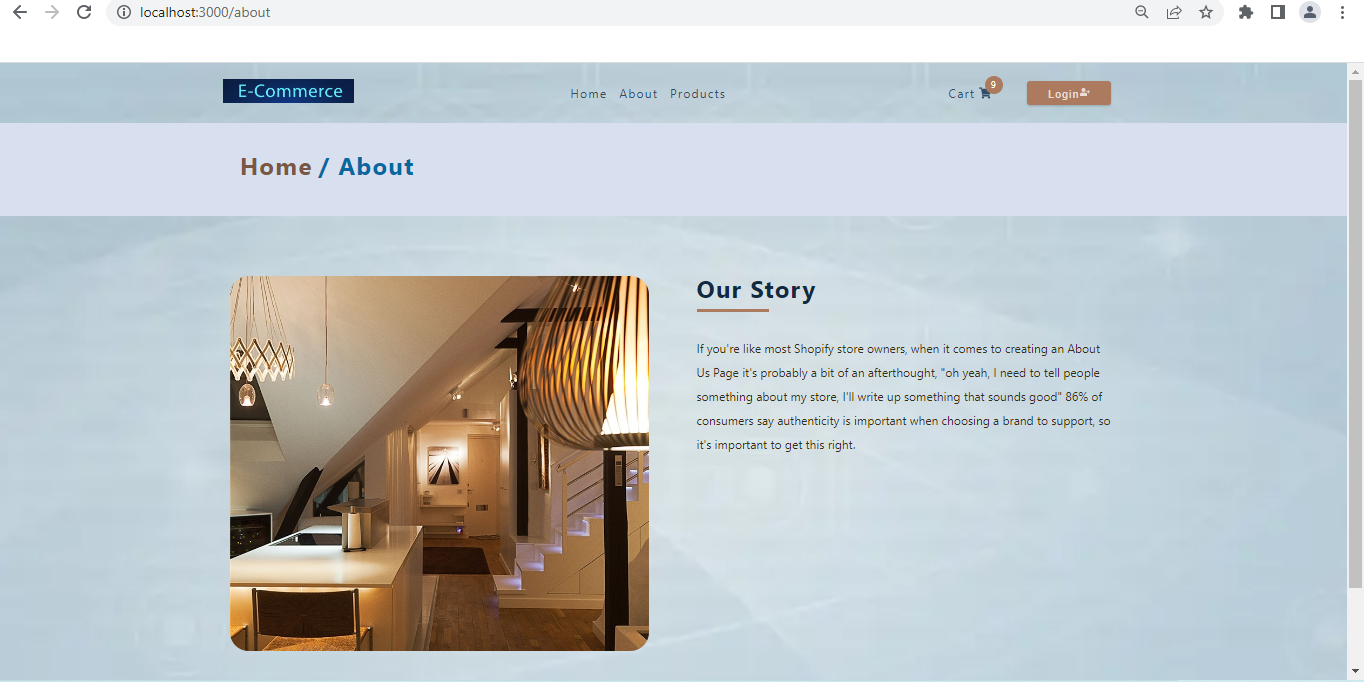 localhost:3000/about
E-Commerce
Home About Products
Cart 9
Login
Home / About
Our Story
If you're like most Shopify store owners, when it comes to creating an About
Us Page it's probably a bit of an afterthought, "oh yeah, I need to tell people
something about my store, I'll write up something that sounds good" 86% of
consumers say authenticity is important when choosing a brand to support, so
it's important to get this right.